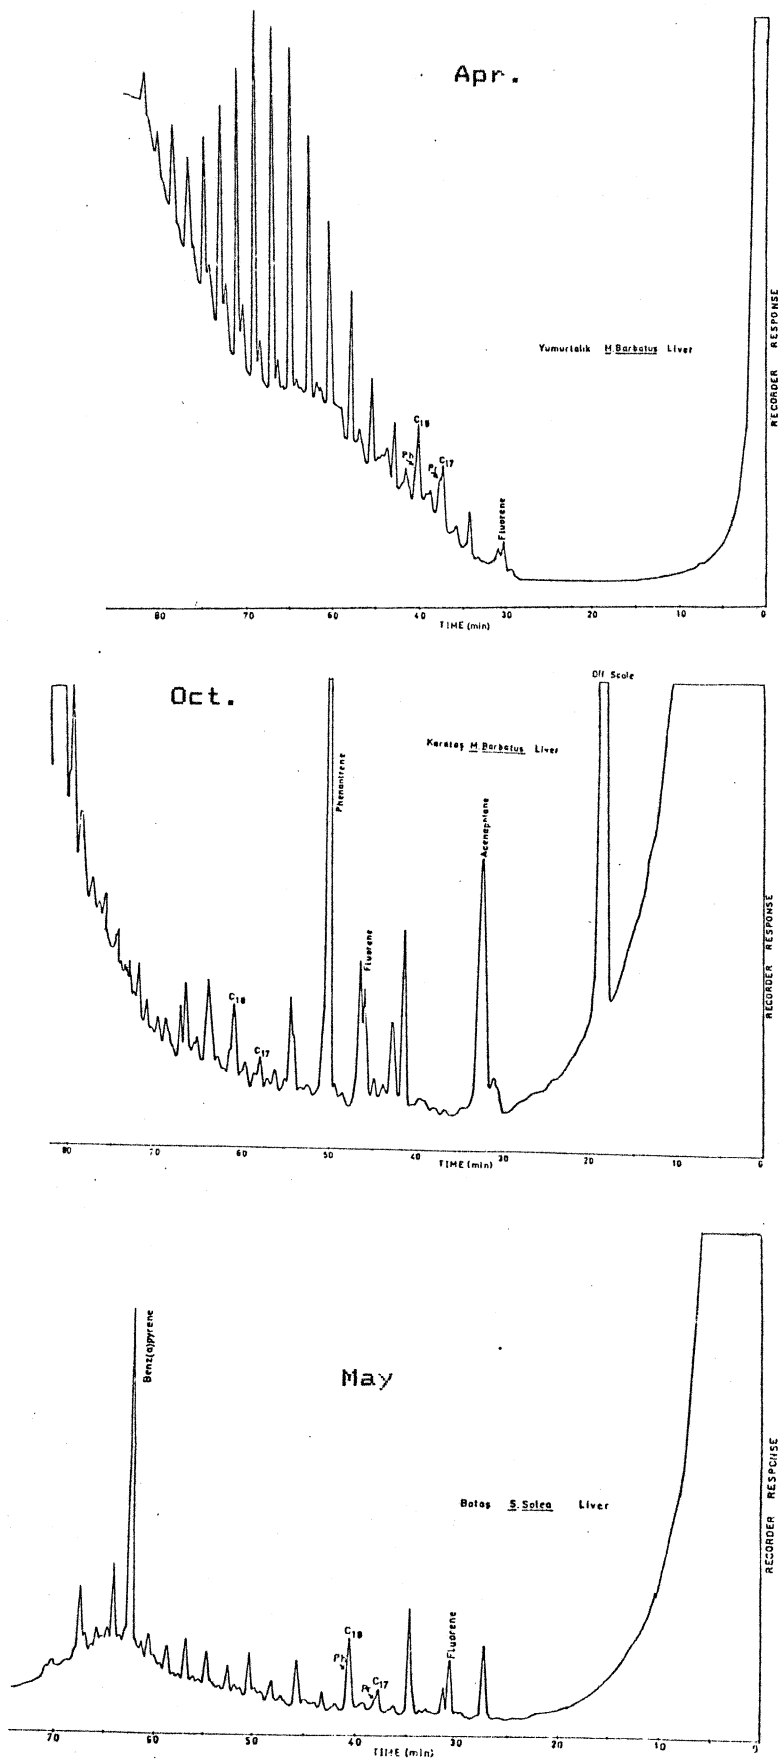 Apr.
RECORDER RESPONSE
Yumurtalık M.Barbatus Liver
C18
Ph
Pr
C17
Fluorene
80 70 60 50 40 30 20 10 0
TIME (min)
Off Scale
Oct.
Karataş M.Barbatus Liver
Phenantrene
Acenaphtane
Fluorene
C18
C17
RECORDER RESPONSE
80 70 60 50 40 30 20 10 0
TIME (min)
Benz(a)pyrene
May
Botaş S.Solea Liver
RECORDER RESPONSE
C18
Ph
Pr
C17
Fluorene
70 60 50 40 30 20 10 0
TIME (min)